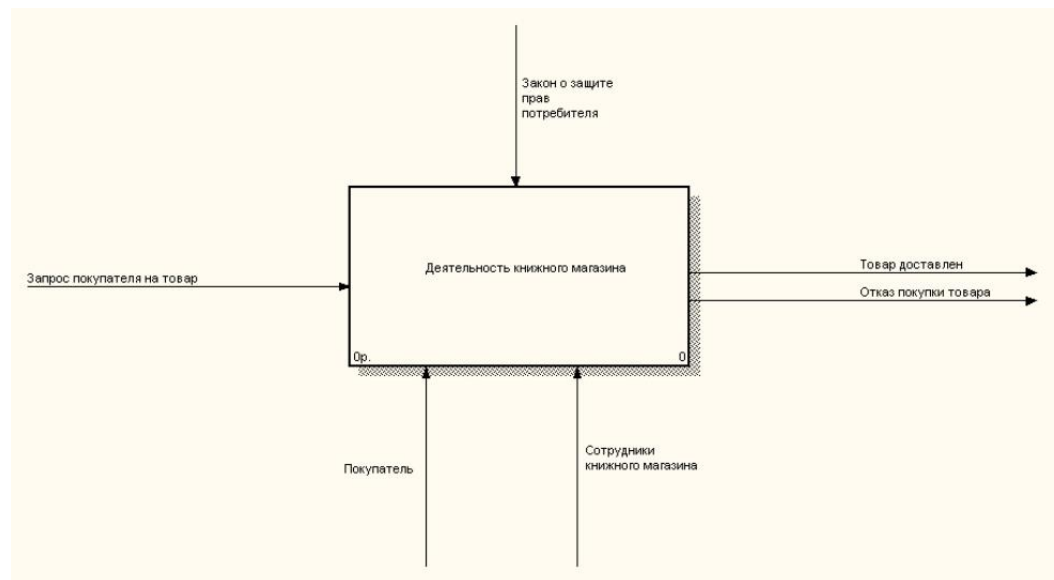 Закон о защите
прав
потребителя
Деятельность книжного магазина
Запрос покупателя на товар
Товар доставлен
Отказ покупки товара
0р.
0
Покупатель
Сотрудники
книжного магазина